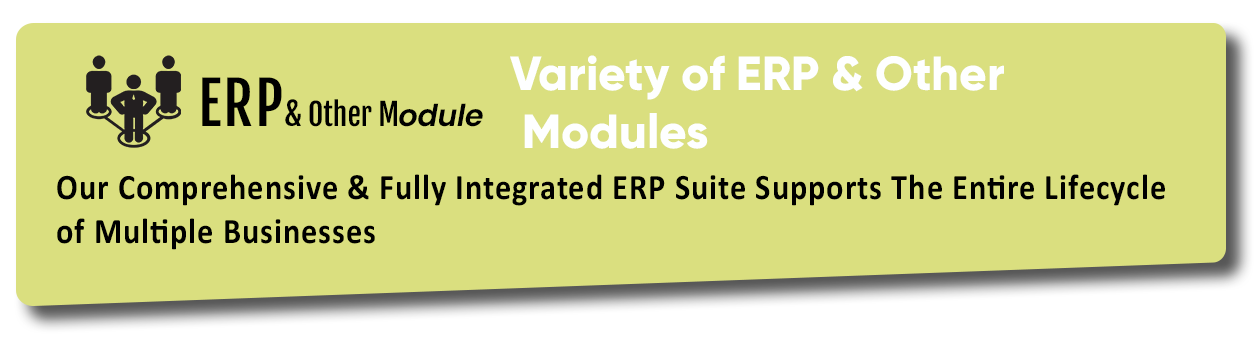 ERP & Other Module
Variety of ERP & Other
Modules
Our Comprehensive & Fully Integrated ERP Suite Supports The Entire Lifecycle
of Multiple Businesses